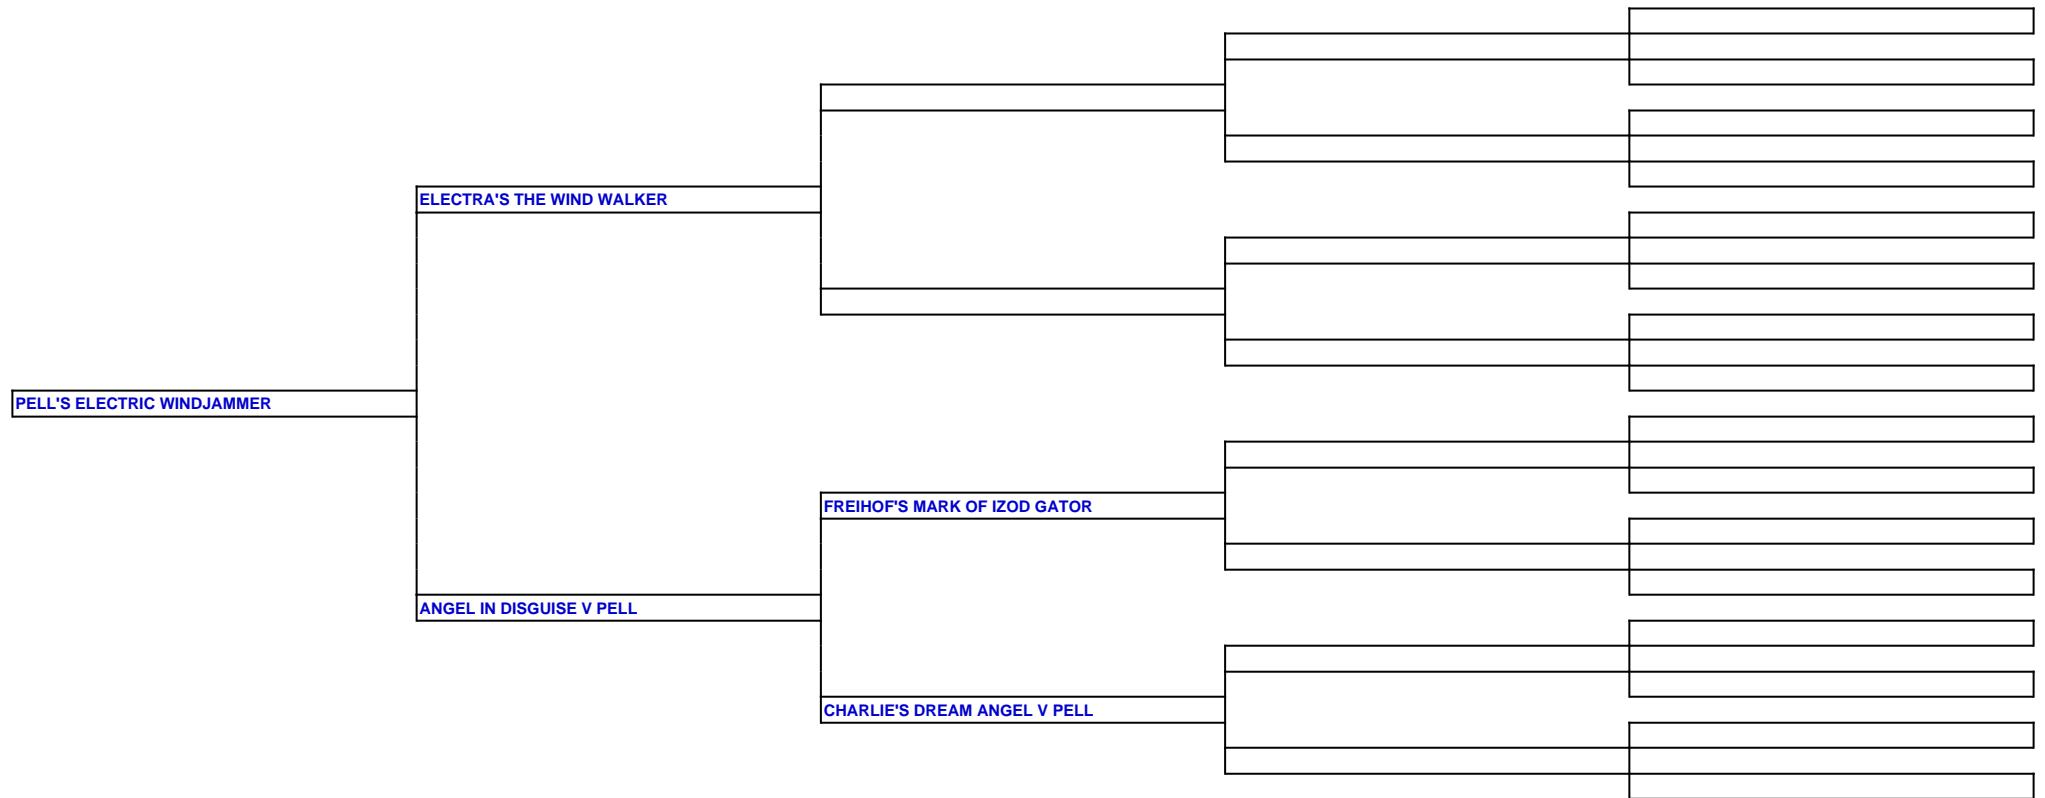 ELECTRA'S THE WIND WALKER
PELL'S ELECTRIC WINDJAMMER
FREIHOF'S MARK OF IZOD GATOR
ANGEL IN DISGUISE V PELL
CHARLIE'S DREAM ANGEL V PELL